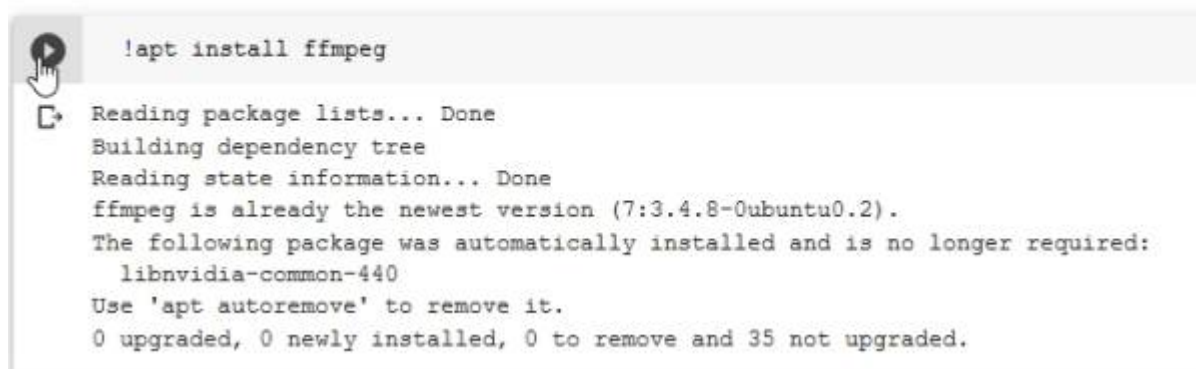 !apt install ffmpeg
Reading package lists... Done
Building dependency tree
Reading state information... Done
ffmpeg is already the newest version (7:3.4.8-0ubuntu0.2).
The following package was automatically installed and is no longer required:
  libnvidia-common-440
Use 'apt autoremove' to remove it.
0 upgraded, 0 newly installed, 0 to remove and 35 not upgraded.